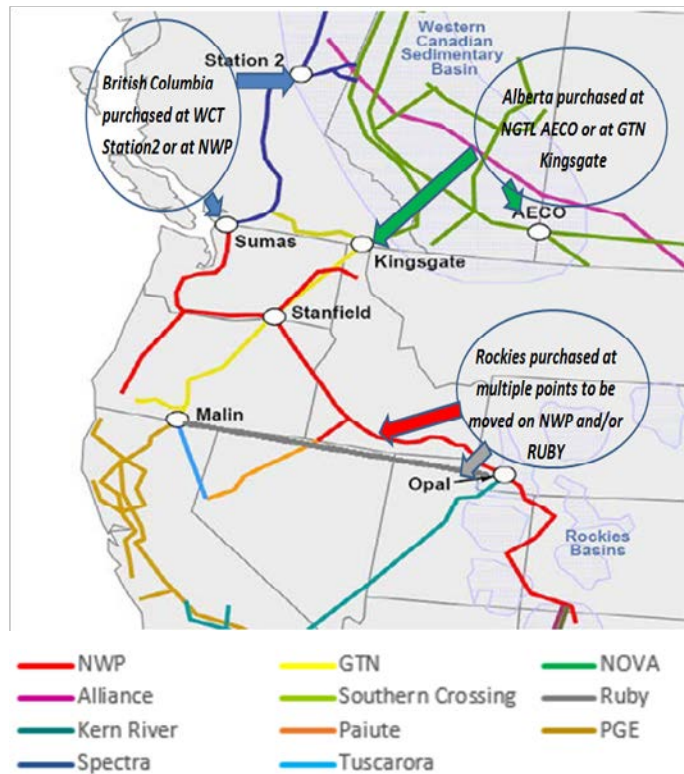 Western
Canadian
Sedimentary
Basin
Station 2
British Columbia
purchased at WCT
Station2 or at NWP
Alberta purchased at
NGTL AECO or at GTN
Kingsgate
AECO
Sumas
Kingsgate
Stanfield
Rockies purchased at
multiple points to be
moved on NWP and/or
RUBY
Malin
Opal
Rockies
Basins
NWP
GTN
NOVA
Alliance
Southern Crossing
Ruby
Kern River
Paiute
PGE
Spectra
Tuscarora